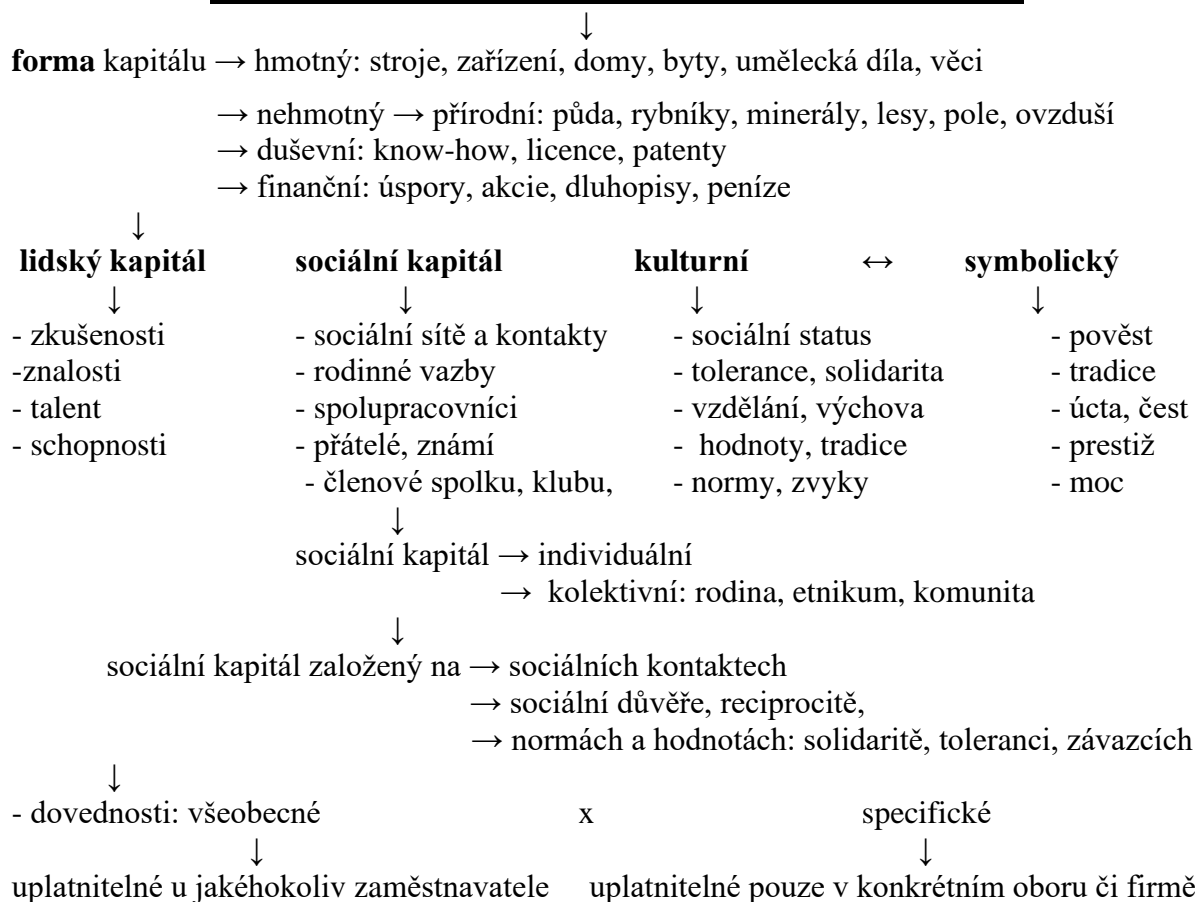 ↓
forma kapitálu → hmotný: stroje, zařízení, domy, byty, umělecká díla, věci
→ nehmotný → přírodní: půda, rybníky, minerály, lesy, pole, ovzduší
→ duševní: know-how, licence, patenty
→ finanční: úspory, akcie, dluhopisy, peníze
↓
lidský kapitál sociální kapitál kulturní ↔ symbolický
↓ ↓ ↓ ↓
- zkušenosti - sociální sítě a kontakty - sociální status - pověst
-znalosti - rodinné vazby - tolerance, solidarita - tradice
- talent - spolupracovníci - vzdělání, výchova - úcta, čest
- schopnosti - přátelé, známí - hodnoty, tradice - prestiž
- členové spolku, klubu, - normy, zvyky - moc
↓
sociální kapitál → individuální
→ kolektivní: rodina, etnikum, komunita
↓
sociální kapitál založený na → sociálních kontaktech
→ sociální důvěře, reciprocitě,
→ normách a hodnotách: solidaritě, toleranci, závazcích
↓
- dovednosti: všeobecné x specifické
↓ ↓
uplatnitelné u jakéhokoliv zaměstnavatele uplatnitelné pouze v konkrétním oboru či firmě